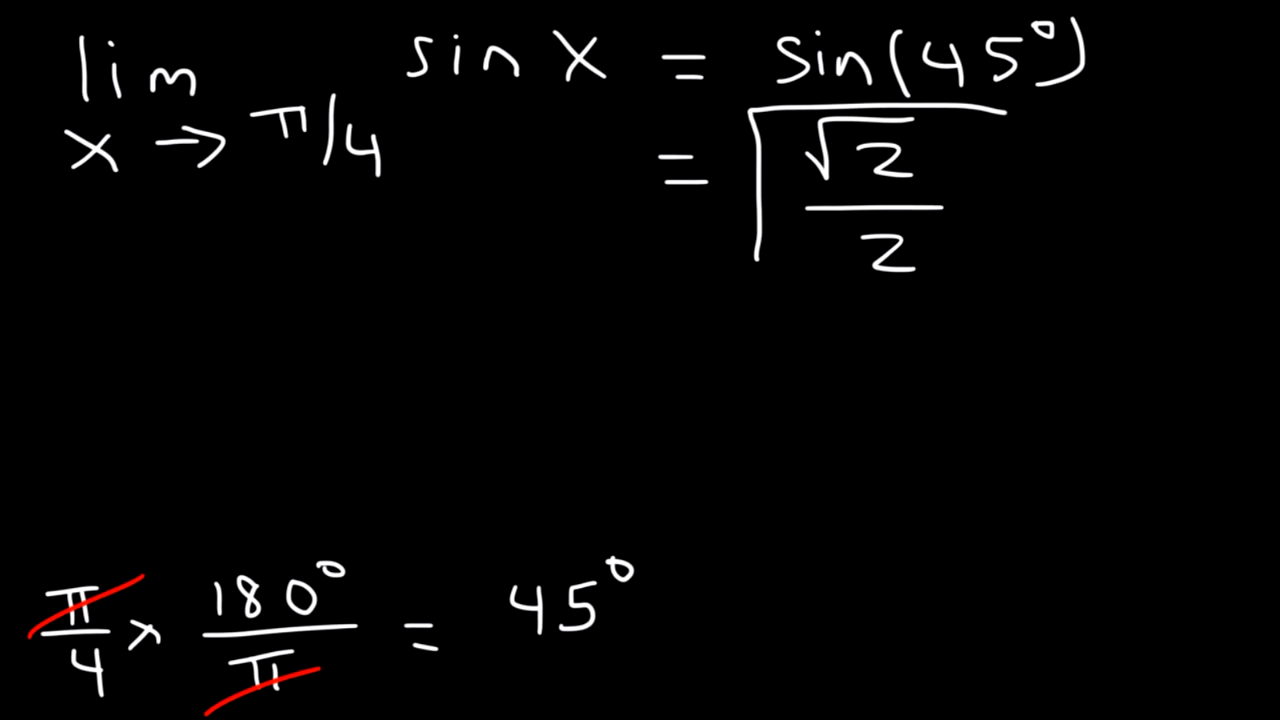 lim sin x = sin(45°)
x → π/4
= √2/2
π/4 × 180°/π = 45°